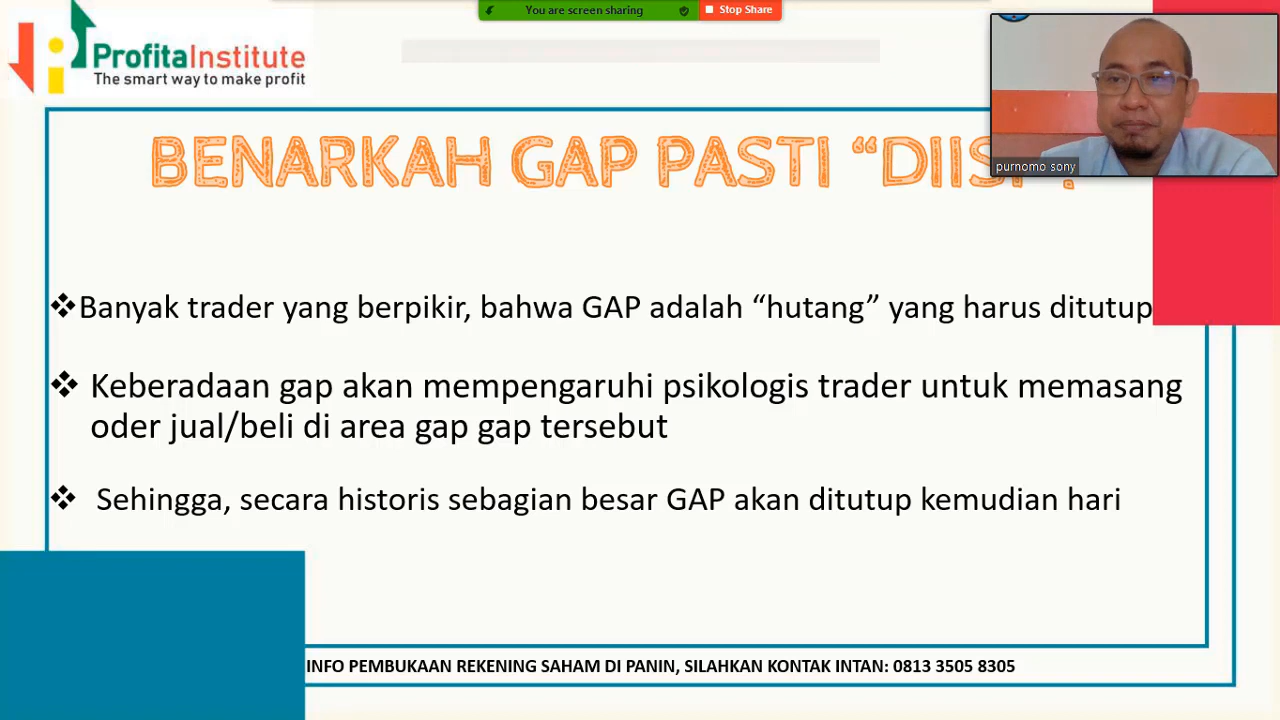 You are screen sharing
Stop Share
ProfitaInstitute
The smart way to make profit
BENARKAH GAP PASTI
purnomo sony
❖Banyak trader yang berpikir, bahwa GAP adalah “hutang” yang harus ditutup
❖ Keberadaan gap akan mempengaruhi psikologis trader untuk memasang
oder jual/beli di area gap gap tersebut
❖ Sehingga, secara historis sebagian besar GAP akan ditutup kemudian hari
INFO PEMBUKAAN REKENING SAHAM DI PANIN, SILAHKAN KONTAK INTAN: 0813 3505 8305